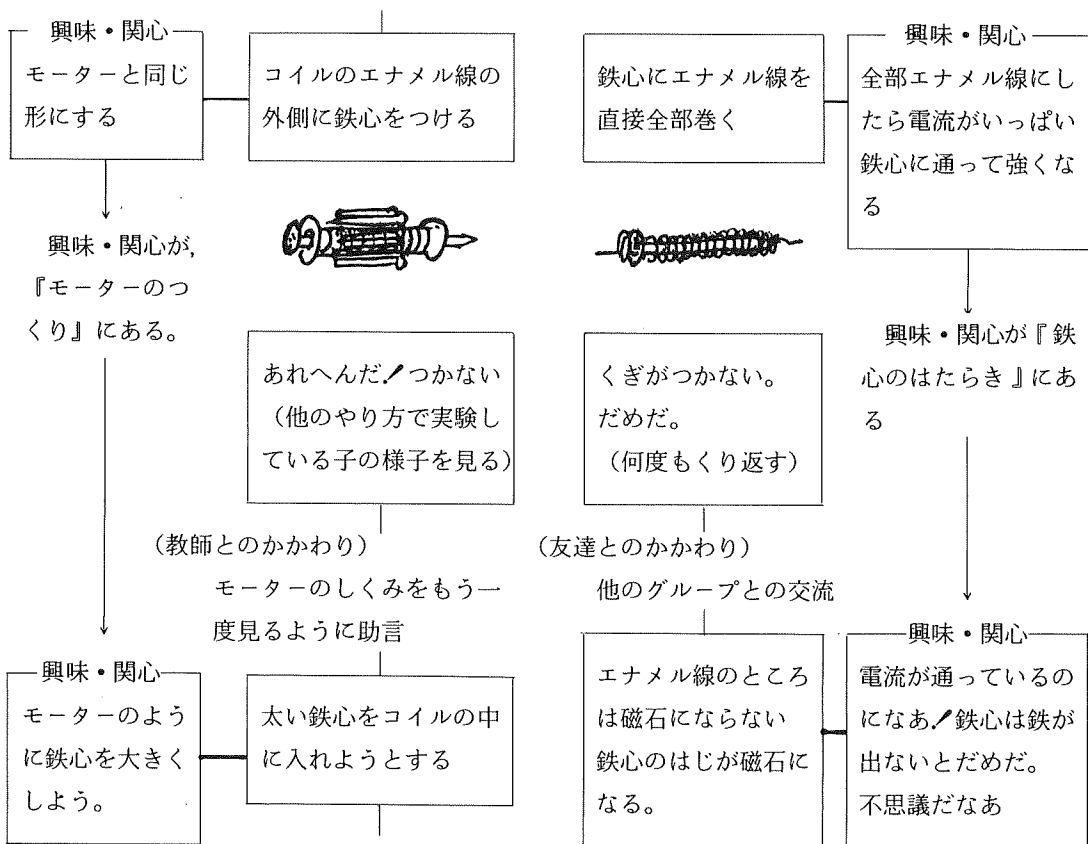 興味・関心
モーターと同じ
形にする
コイルのエナメル線の
外側に鉄心をつける
興味・関心が,
『モーターのつ
くり』にある。
あれへんだ!つかない
(他のやり方で実験し
ている子の様子を見る)
(教師とのかかわり)
モーターのしくみをもう一
度見るように助言
興味・関心
モーターのよう
に鉄心を大きく
しよう。
太い鉄心をコイルの中
に入れようとする
鉄心にエナメル線を
直接全部巻く
興味・関心
全部エナメル線にし
たら電流がいっぱい
鉄心に通って強くな
る
興味・関心が『鉄
心のはたらき』にあ
る
くぎがつかない。
だめだ。
(何度もくり返す)
(友達とのかかわり)
他のグループとの交流
エナメル線のところ
は磁石にならない
鉄心のはじが磁石に
なる。
興味・関心
電流が通っているの
になあ!鉄心は鉄が
出ないとだめだ。
不思議だなあ